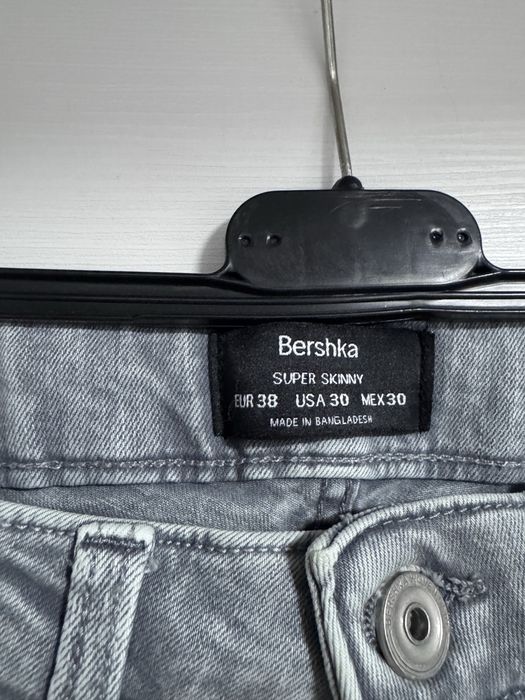 Bershka
SUPER SKINNY
EUR 38 USA 30 MEX 30
MADE IN BANGLADESH